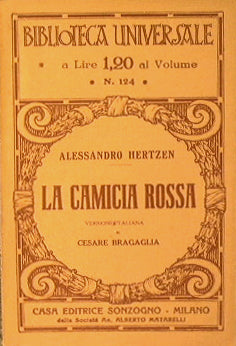 BIBLIOTECA UNIVERSALE
a Lire 1,20 al Volume
N. 124
ALESSANDRO HERTZEN
LA CAMICIA ROSSA
VERSIONE ITALIANA
CESARE BRAGAGLIA
CASA EDITRICE SONZOGNO - MILANO
della Società An. ALBERTO MATARELLI